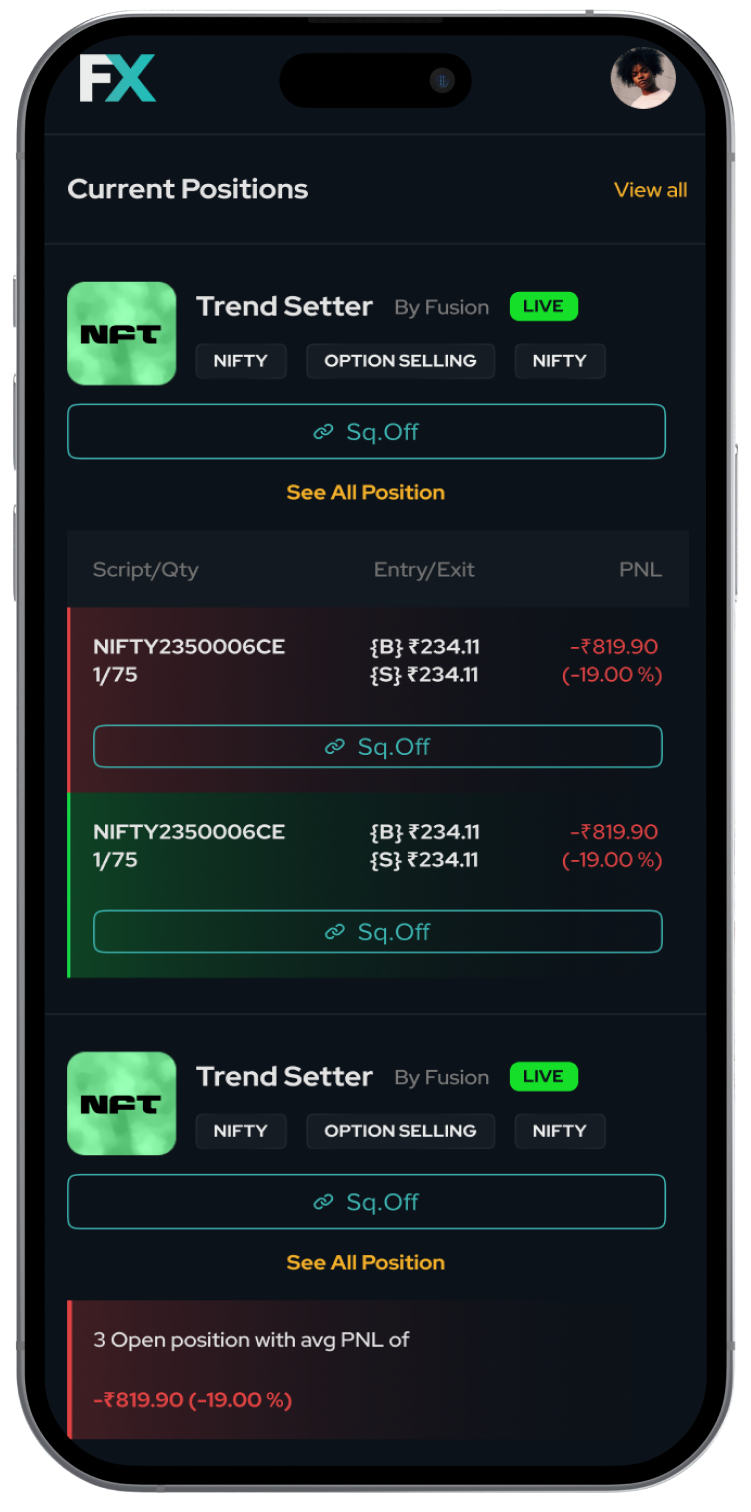 FX
Current Positions View all
NFT
Trend Setter By Fusion LIVE
NIFTY OPTION SELLING NIFTY
Sq.Off
See All Position
Script/Qty Entry/Exit PNL
NIFTY2350006CE {B} ₹234.11 -₹819.90
1/75 {S} ₹234.11 (-19.00 %)
Sq.Off
NIFTY2350006CE {B} ₹234.11 -₹819.90
1/75 {S} ₹234.11 (-19.00 %)
Sq.Off
NFT
Trend Setter By Fusion LIVE
NIFTY OPTION SELLING NIFTY
Sq.Off
See All Position
3 Open position with avg PNL of
-₹819.90 (-19.00 %)